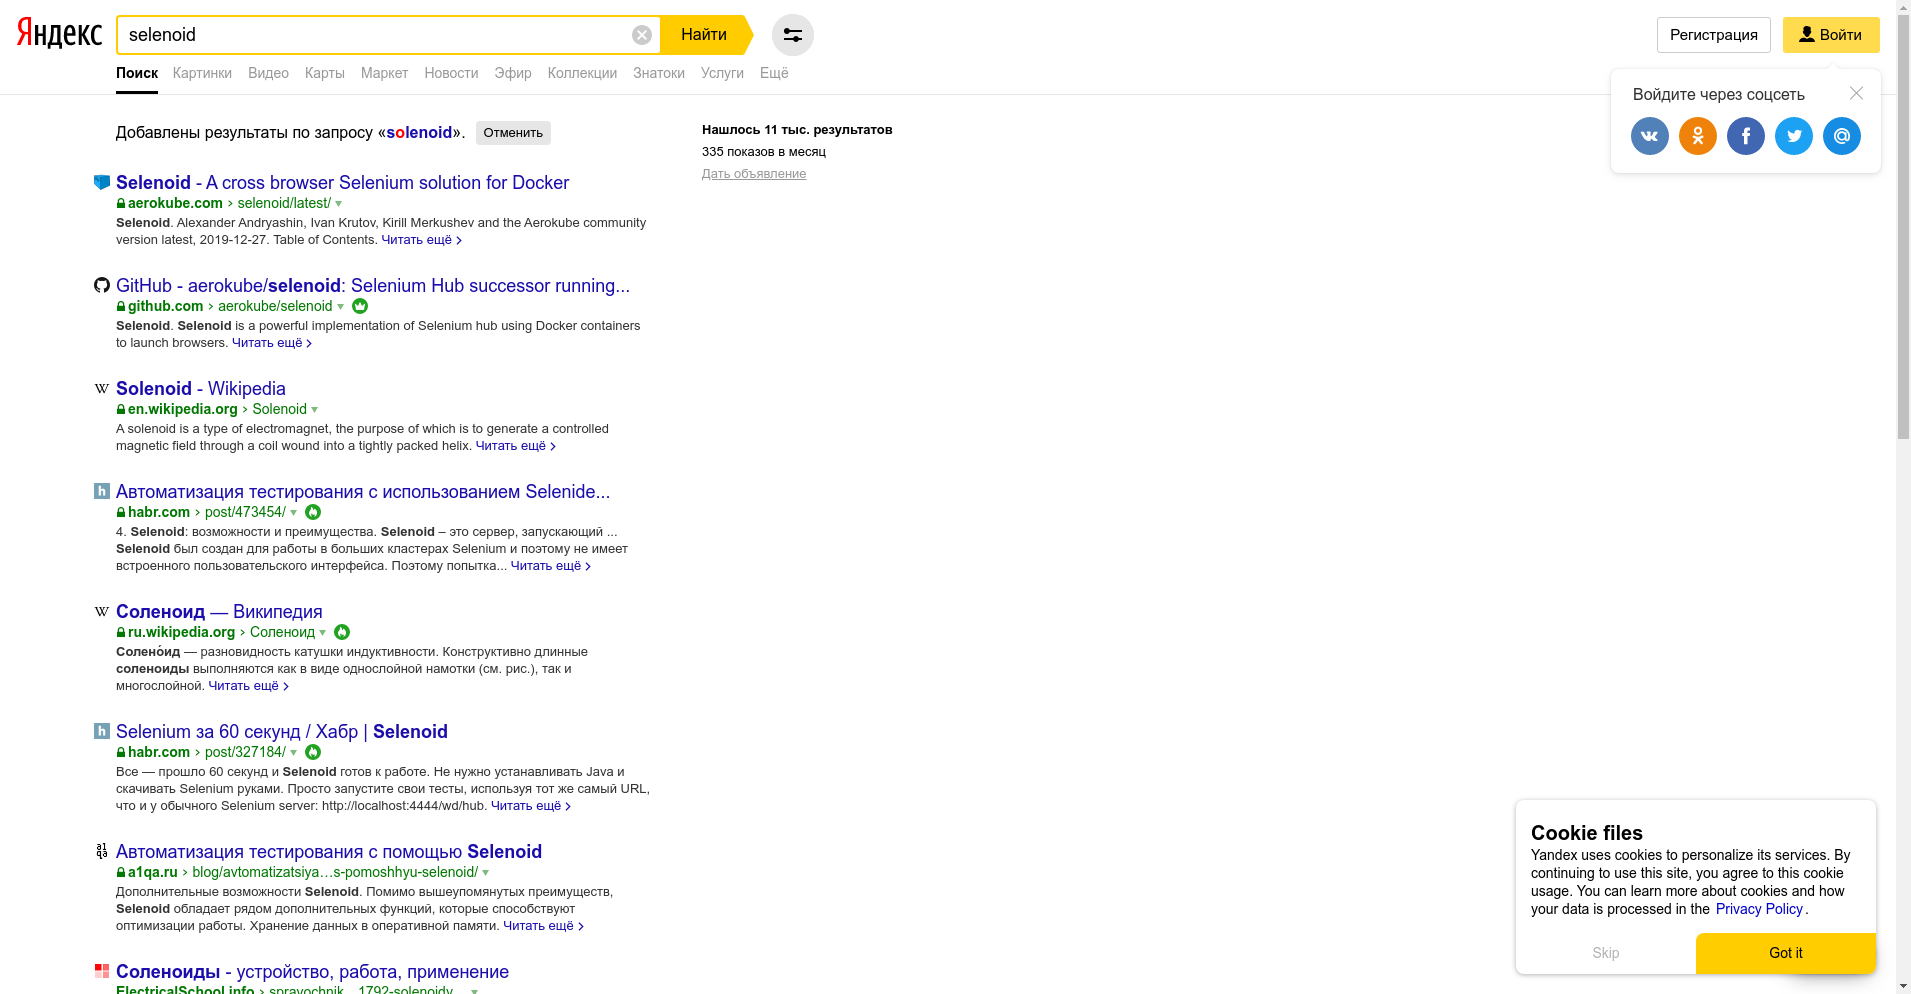 Яндекс
selenoid
Найти
Регистрация
Войти
Поиск Картинки Видео Карты Маркет Новости Эфир Коллекции Знатоки Услуги Ещё
Войдите через соцсеть
Добавлены результаты по запросу «solenoid». Отменить
Нашлось 11 тыс. результатов
335 показов в месяц
Дать объявление
Selenoid - A cross browser Selenium solution for Docker
aerokube.com › selenoid/latest/
Selenoid. Alexander Andryashin, Ivan Krutov, Kirill Merkushev and the Aerokube community
version latest, 2019-12-27. Table of Contents. Читать ещё ›
GitHub - aerokube/selenoid: Selenium Hub successor running...
github.com › aerokube/selenoid
Selenoid. Selenoid is a powerful implementation of Selenium hub using Docker containers
to launch browsers. Читать ещё ›
W Solenoid - Wikipedia
en.wikipedia.org › Solenoid
A solenoid is a type of electromagnet, the purpose of which is to generate a controlled
magnetic field through a coil wound into a tightly packed helix. Читать ещё ›
h Автоматизация тестирования с использованием Selenide...
habr.com › post/473454/
4. Selenoid: возможности и преимущества. Selenoid – это сервер, запускающий ...
Selenoid был создан для работы в больших кластерах Selenium и поэтому не имеет
встроенного пользовательского интерфейса. Поэтому попытка... Читать ещё ›
W Соленоид — Википедия
ru.wikipedia.org › Соленоид
Солено́ид — разновидность катушки индуктивности. Конструктивно длинные
соленоиды выполняются как в виде однослойной намотки (см. рис.), так и
многослойной. Читать ещё ›
h Selenium за 60 секунд / Хабр | Selenoid
habr.com › post/327184/
Все — прошло 60 секунд и Selenoid готов к работе. Не нужно устанавливать Java и
скачивать Selenium руками. Просто запустите свои тесты, используя тот же самый URL,
что и у обычного Selenium server: http://localhost:4444/wd/hub. Читать ещё ›
a1 qa Автоматизация тестирования с помощью Selenoid
a1qa.ru › blog/avtomatizatsiya…s-pomoshhyu-selenoid/
Дополнительные возможности Selenoid. Помимо вышеупомянутых преимуществ,
Selenoid обладает рядом дополнительных функций, которые способствуют
оптимизации работы. Хранение данных в оперативной памяти. Читать ещё ›
Соленоиды - устройство, работа, применение
ElectricalSchool.info › spravochnik...1792-solenoidy...
Cookie files
Yandex uses cookies to personalize its services. By
continuing to use this site, you agree to this cookie
usage. You can learn more about cookies and how
your data is processed in the Privacy Policy.
Skip
Got it